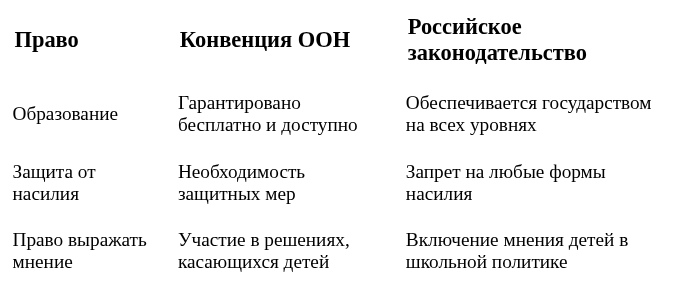 Право
Конвенция ООН
Российское
законодательство
Образование
Гарантировано
бесплатно и доступно
Обеспечивается государством
на всех уровнях
Защита от
насилия
Необходимость
защитных мер
Запрет на любые формы
насилия
Право выражать
мнение
Участие в решениях,
касающихся детей
Включение мнения детей в
школьной политике